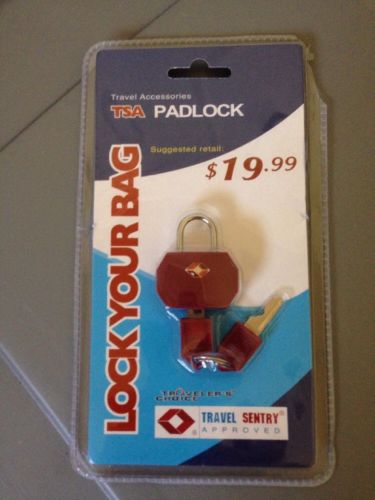 Travel Accessories
TSA PADLOCK
Suggested retail:
$19.99
LOCK YOUR BAG
TRAVELER'S
CHOICE
TRAVEL SENTRY®
APPROVED